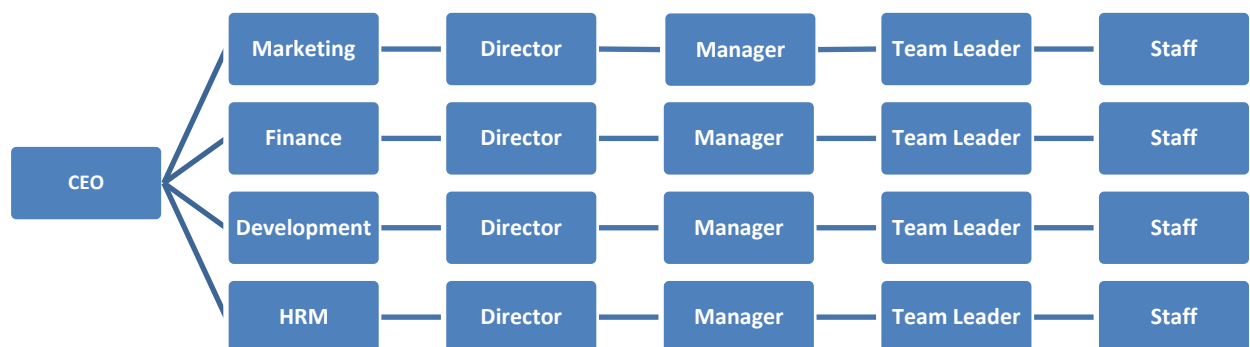 Marketing Director Manager Team Leader Staff
Finance Director Manager Team Leader Staff
CEO
Development Director Manager Team Leader Staff
HRM Director Manager Team Leader Staff